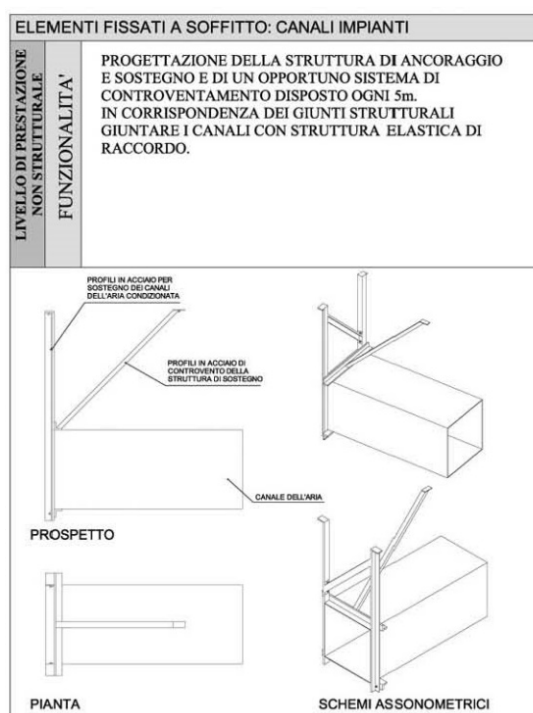 ELEMENTI FISSATI A SOFFITTO: CANALI IMPIANTI
LIVELLO DI PRESTAZIONE
NON STRUTTURALE
FUNZIONALITA'
PROGETTAZIONE DELLA STRUTTURA DI ANCORAGGIO
E SOSTEGNO E DI UN OPPORTUNO SISTEMA DI
CONTROVENTAMENTO DISPOSTO OGNI 5m.
IN CORRISPONDENZA DEI GIUNTI STRUTTURALI
GIUNTARE I CANALI CON STRUTTURA ELASTICA DI
RACCORDO.
PROFILI IN ACCIAIO PER
SOSTEGNO DEI CANALI
DELL'ARIA CONDIZIONATA
PROFILI IN ACCIAIO DI
CONTROVENTO DELLA
STRUTTURA DI SOSTEGNO
CANALE DELL'ARIA
PROSPETTO
PIANTA
SCHEMI ASSONOMETRICI